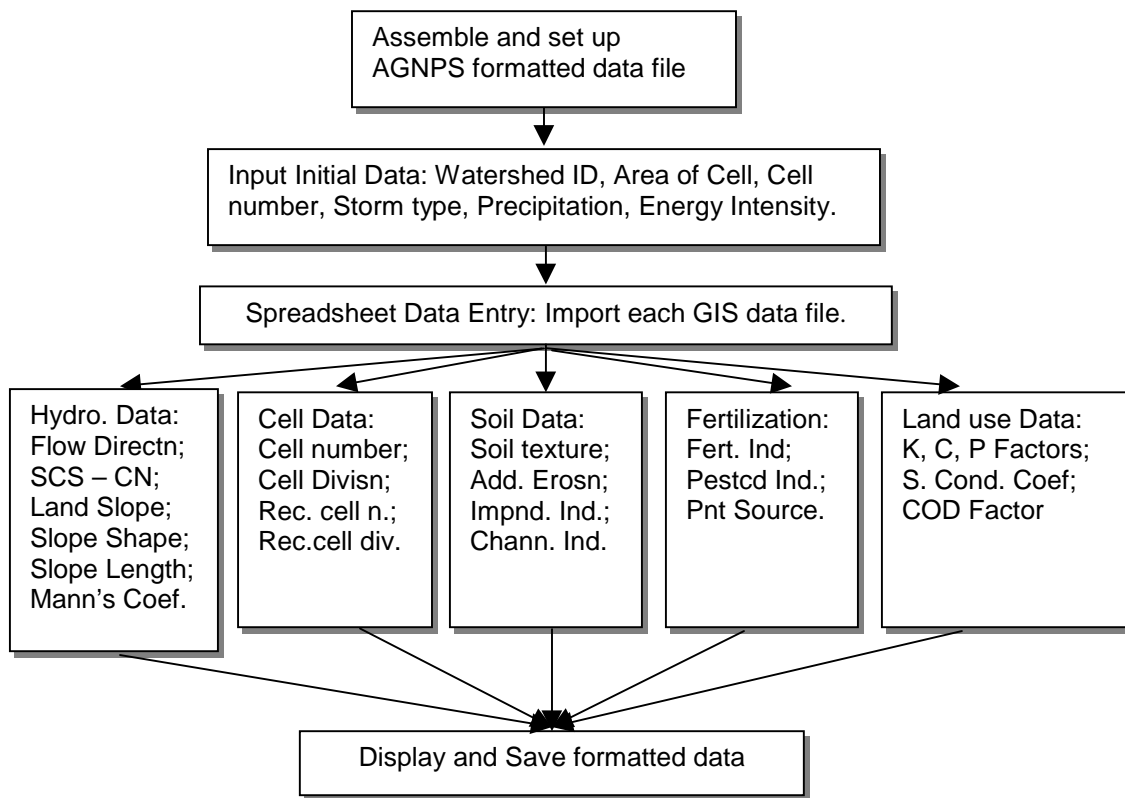 Assemble and set up
AGNPS formatted data file
Input Initial Data: Watershed ID, Area of Cell, Cell
number, Storm type, Precipitation, Energy Intensity.
Spreadsheet Data Entry: Import each GIS data file.
Hydro. Data:
Flow Directn;
SCS – CN;
Land Slope;
Slope Shape;
Slope Length;
Mann’s Coef.
Cell Data:
Cell number;
Cell Divisn;
Rec. cell n.;
Rec.cell div.
Soil Data:
Soil texture;
Add. Erosn;
Impnd. Ind.;
Chann. Ind.
Fertilization:
Fert. Ind;
Pestcd Ind.;
Pnt Source.
Land use Data:
K, C, P Factors;
S. Cond. Coef;
COD Factor
Display and Save formatted data